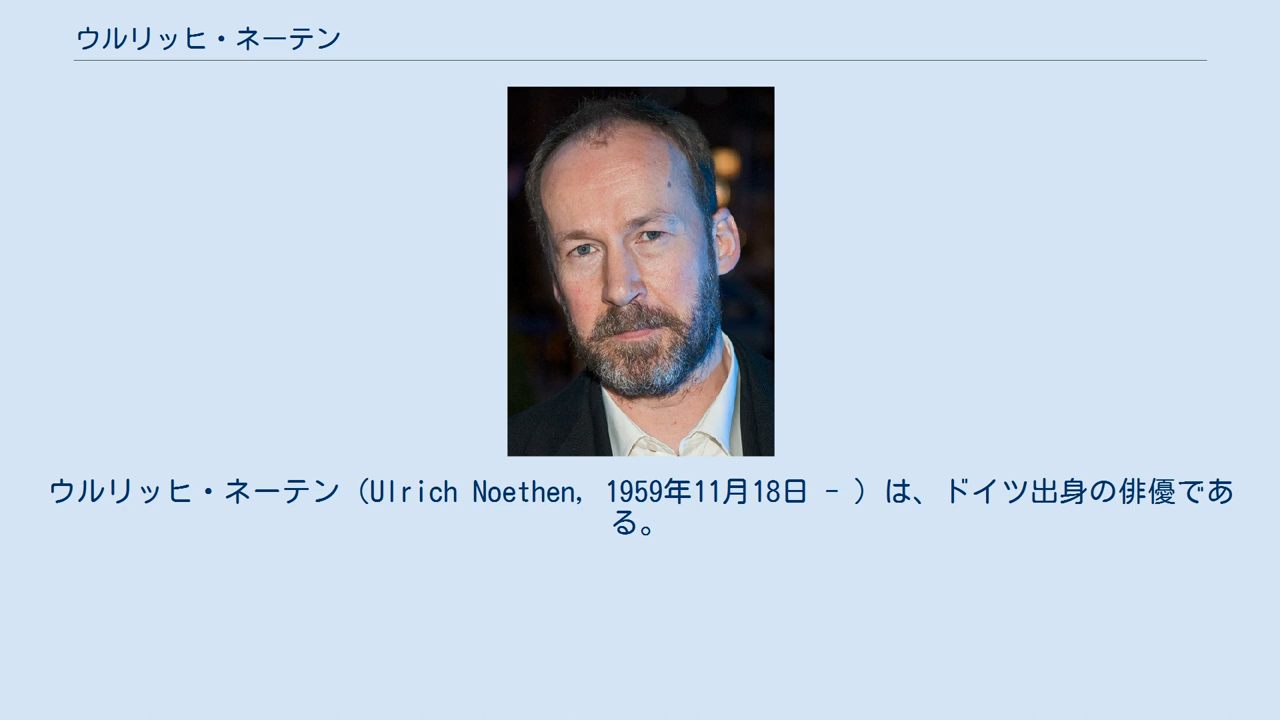 ウルリッヒ・ネーテン
ウルリッヒ・ネーテン（Ulrich Noethen, 1959年11月18日 - ）は、ドイツ出身の俳優であ
る。